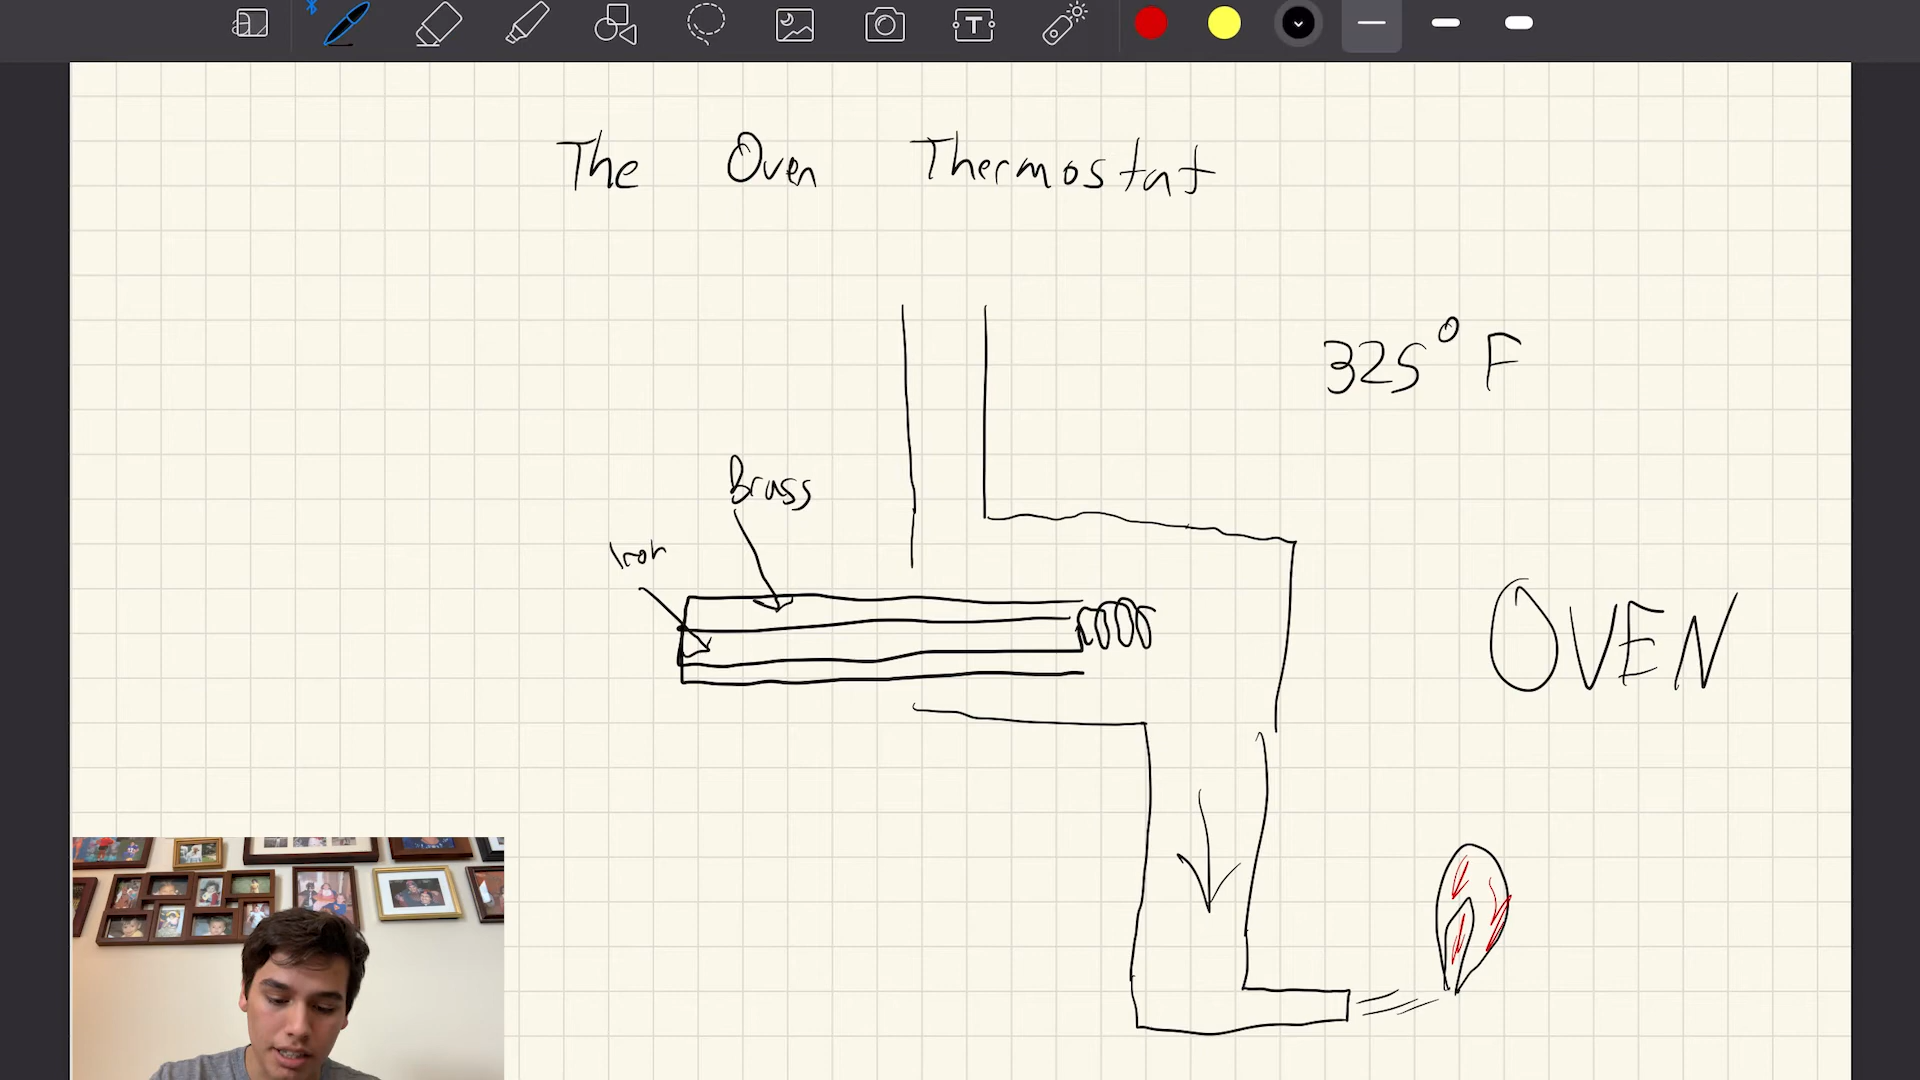 The Oven Thermostat
325° F
Brass
Iron
OVEN